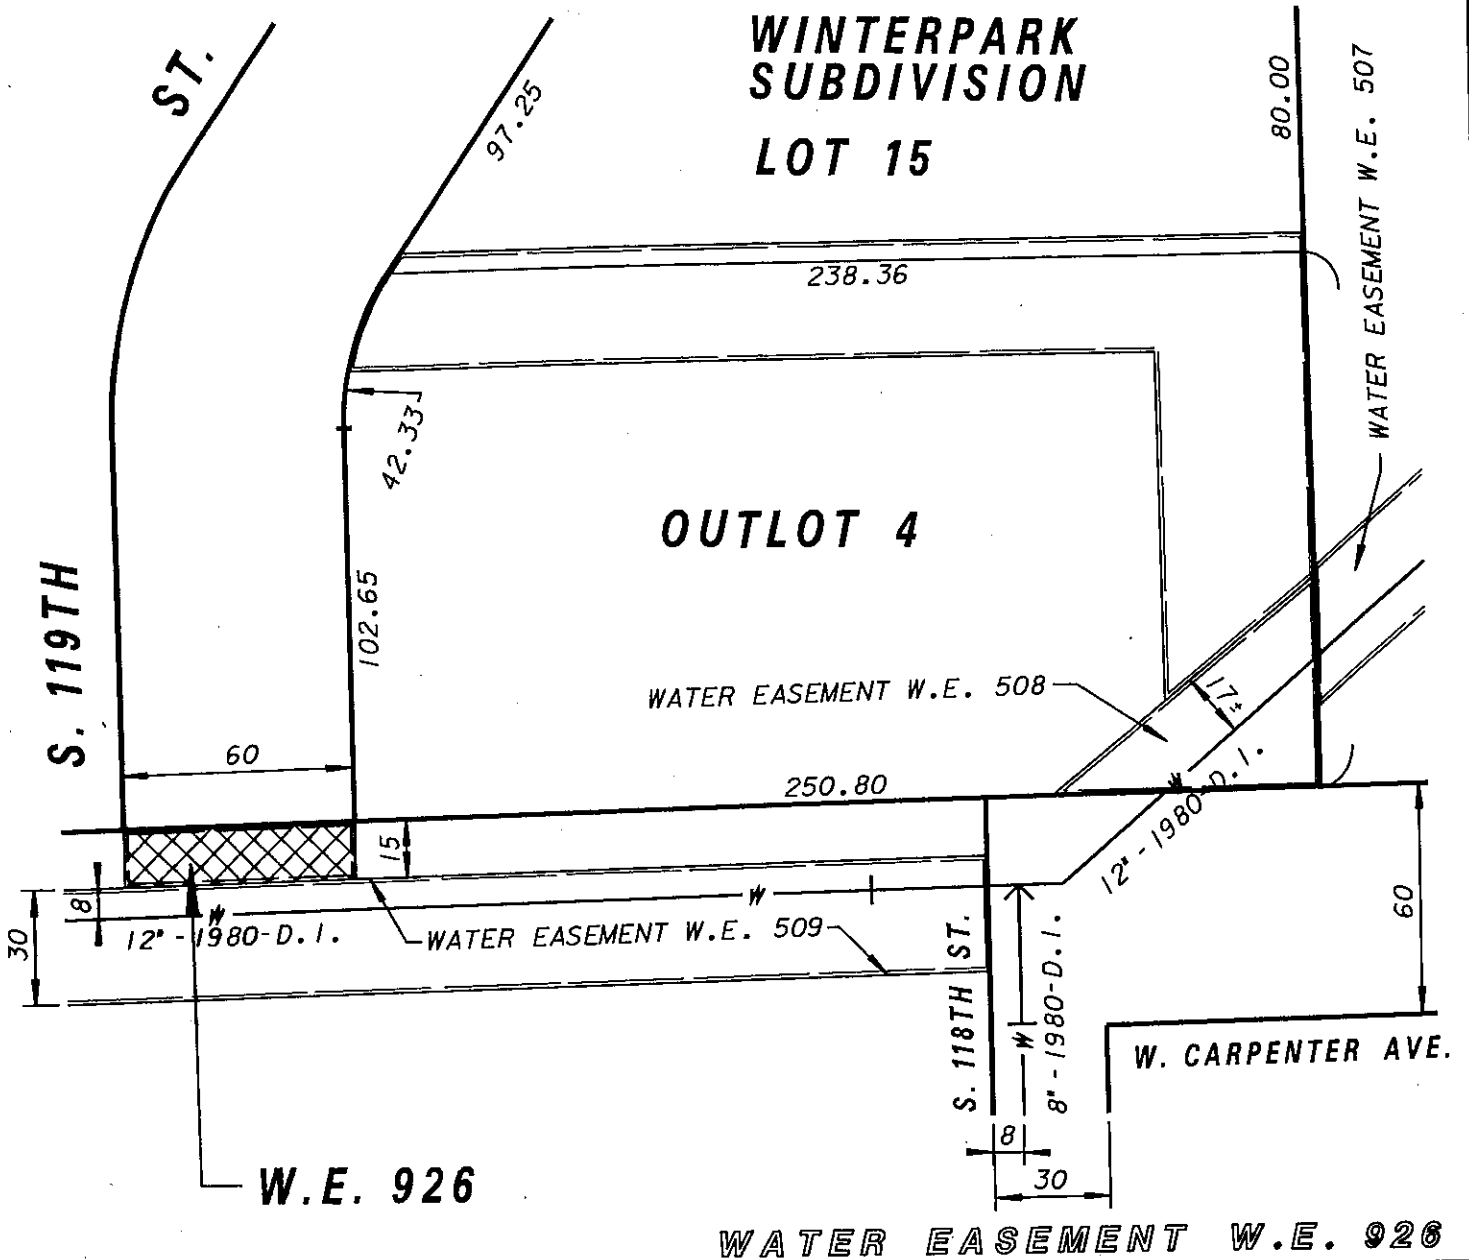 WINTERPARK
SUBDIVISION
LOT 15
ST.
97.25
80.00
WATER EASEMENT W.E. 507
238.36
42.33
OUTLOT 4
S. 119TH
102.65
WATER EASEMENT W.E. 508
17±
60
250.80
12"-1980-D.I.
15
8
30
W
W
W
12"-1980-D.I.
WATER EASEMENT W.E. 509
S. 118TH ST.
W
8"-1980-D.I.
60
W. CARPENTER AVE.
8
30
W.E. 926
WATER EASEMENT W.E. 926